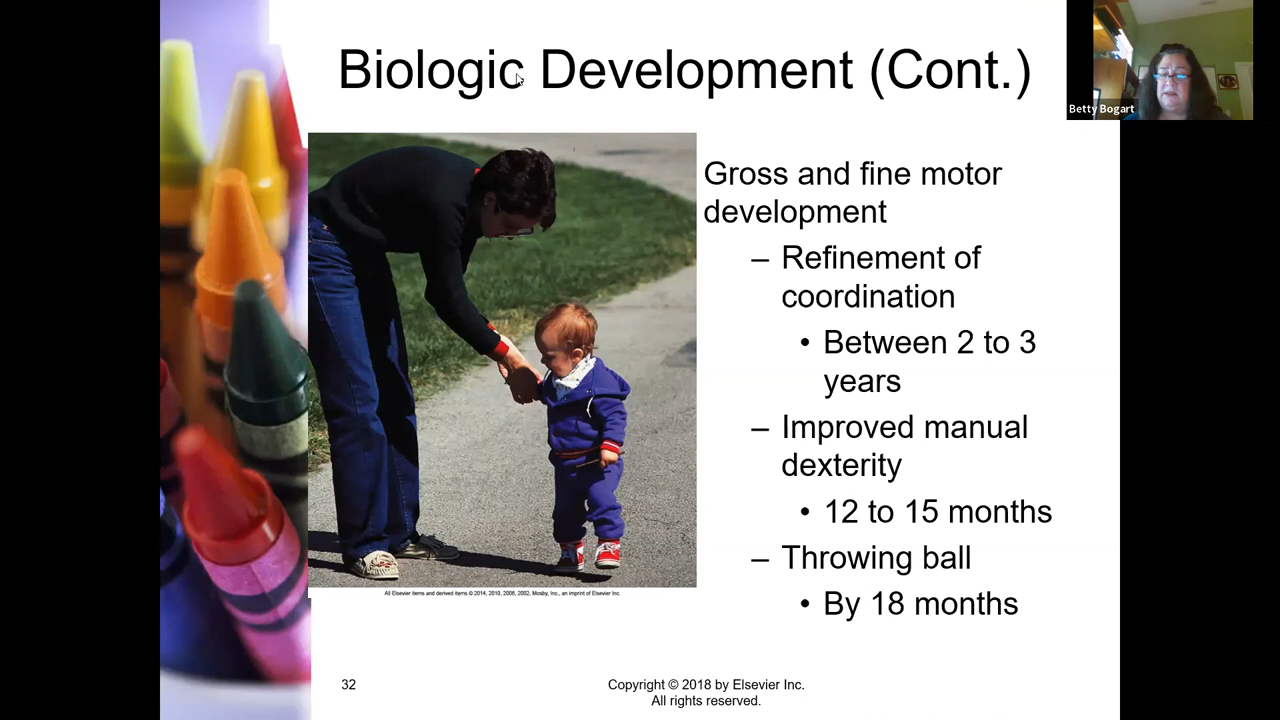 Biologic Development (Cont.)
Betty Bogart
Gross and fine motor
development
– Refinement of
coordination
• Between 2 to 3
years
– Improved manual
dexterity
• 12 to 15 months
– Throwing ball
• By 18 months
All Elsevier items and derived items © 2014, 2010, 2006, 2002, Mosby, Inc., an imprint of Elsevier Inc.
32
Copyright © 2018 by Elsevier Inc.
All rights reserved.